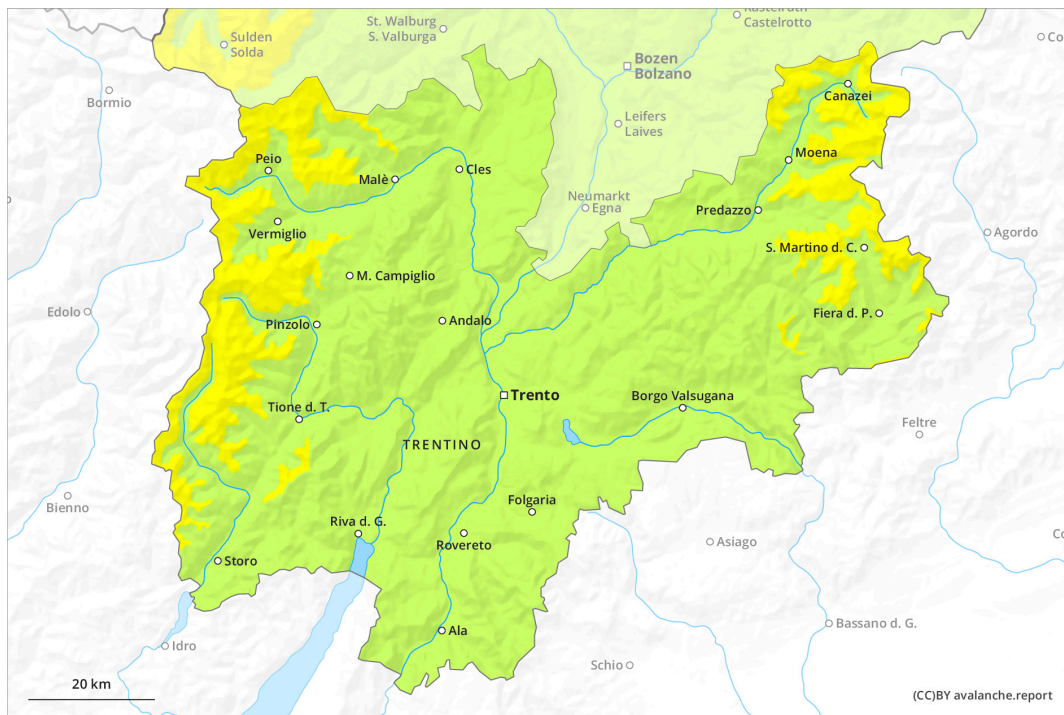 Kastelruth
Castelrotto
St. Walburg
S. Valburga
Sulden
Solda
Bozen
Bolzano
Bormio
Canazei
Leifers
Laives
Moena
Peio
Malè
Cles
Neumarkt
Egna
Predazzo
Vermiglio
Agordo
S. Martino d. C.
M. Campiglio
Edolo
Pinzolo
Andalo
Fiera d. P.
Trento
Borgo Valsugana
Tione d. T.
Feltre
TRENTINO
Bienno
Folgaria
Riva d. G.
Rovereto
Asiago
Storo
Bassano d. G.
Ala
Idro
Schio
20 km
(CC)BY avalanche.report